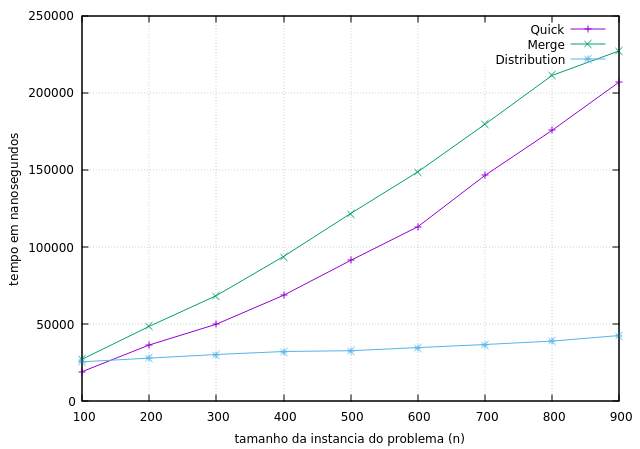 250000
200000
150000
100000
50000
0
100 200 300 400 500 600 700 800 900
tempo em nanosegundos
tamanho da instancia do problema (n)
Quick
Merge
Distribution